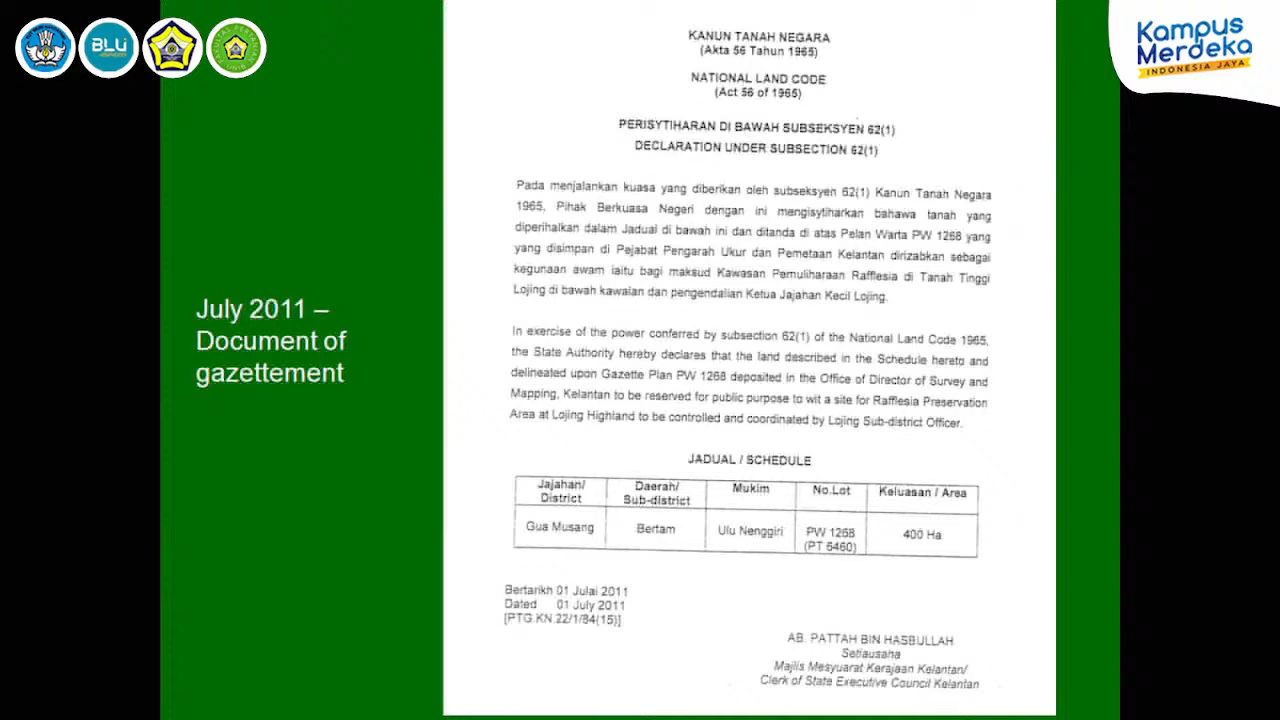 BLU
Kampus
Merdeka
INDONESIA JAYA
July 2011 –
Document of
gazettement
KANUN TANAH NEGARA
(Akta 56 Tahun 1965)
NATIONAL LAND CODE
(Act 56 of 1965)
PERISYTIHARAN DI BAWAH SUBSEKSYEN 62(1)
DECLARATION UNDER SUBSECTION 62(1)
Pada menjalankan kuasa yang diberikan oleh subseksyen 62(1) Kanun Tanah Negara
1965, Pihak Berkuasa Negeri dengan ini mengisytiharkan bahawa tanah yang
diperihalkan dalam Jadual di bawah ini dan ditanda di atas Pelan Warta PW 1268 yang
yang disimpan di Pejabat Pengarah Ukur dan Pemetaan Kelantan dirizabkan sebagai
kegunaan awam iaitu bagi maksud Kawasan Pemuliharaan Rafflesia di Tanah Tinggi
Lojing di bawah kawalan dan pengendalian Ketua Jajahan Kecil Lojing.
In exercise of the power conferred by subsection 62(1) of the National Land Code 1965,
the State Authority hereby declares that the land described in the Schedule hereto and
delineated upon Gazette Plan PW 1268 deposited in the Office of Director of Survey and
Mapping, Kelantan to be reserved for public purpose to wit a site for Rafflesia Preservation
Area at Lojing Highland to be controlled and coordinated by Lojing Sub-district Officer.
JADUAL / SCHEDULE
Jajahan/ Daerah/ Mukim No.Lot Keluasan / Area
District Sub-district
Gua Musang Bertam Ulu Nenggiri PW 1268 400 Ha
(PT 6460)
Bertarikh 01 Julai 2011
Dated 01 July 2011
[PTG.KN.22/1/84(15)]
AB. PATTAH BIN HASBULLAH
Setiausaha
Majlis Mesyuarat Kerajaan Kelantan/
Clerk of State Executive Council Kelantan